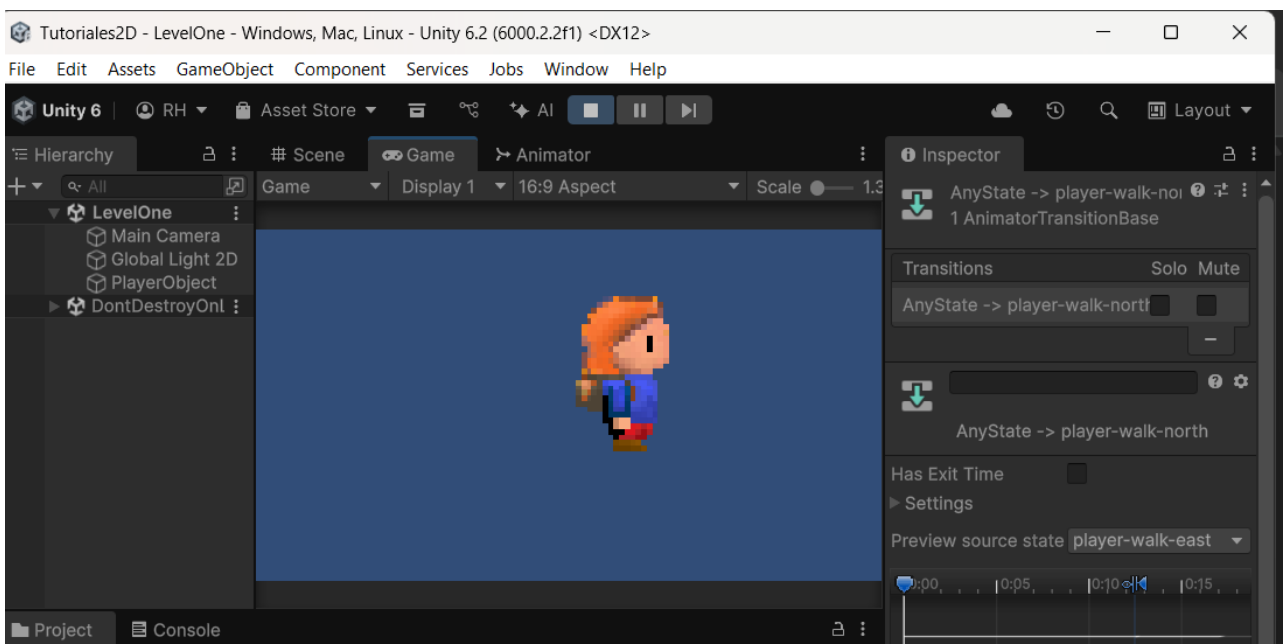 Tutoriales2D - LevelOne - Windows, Mac, Linux - Unity 6.2 (6000.2.2f1) <DX12>
File Edit Assets GameObject Component Services Jobs Window Help
Unity 6 RH Asset Store AI Layout
Hierarchy
All
LevelOne
Main Camera
Global Light 2D
PlayerObject
DontDestroyOnL
Scene Game Animator
Game Display 1 16:9 Aspect Scale 1.3
Inspector
AnyState -> player-walk-nor
1 AnimatorTransitionBase
Transitions Solo Mute
AnyState -> player-walk-north
AnyState -> player-walk-north
Has Exit Time
Settings
Preview source state player-walk-east
0:00 0:05 0:10 0:15
Project Console